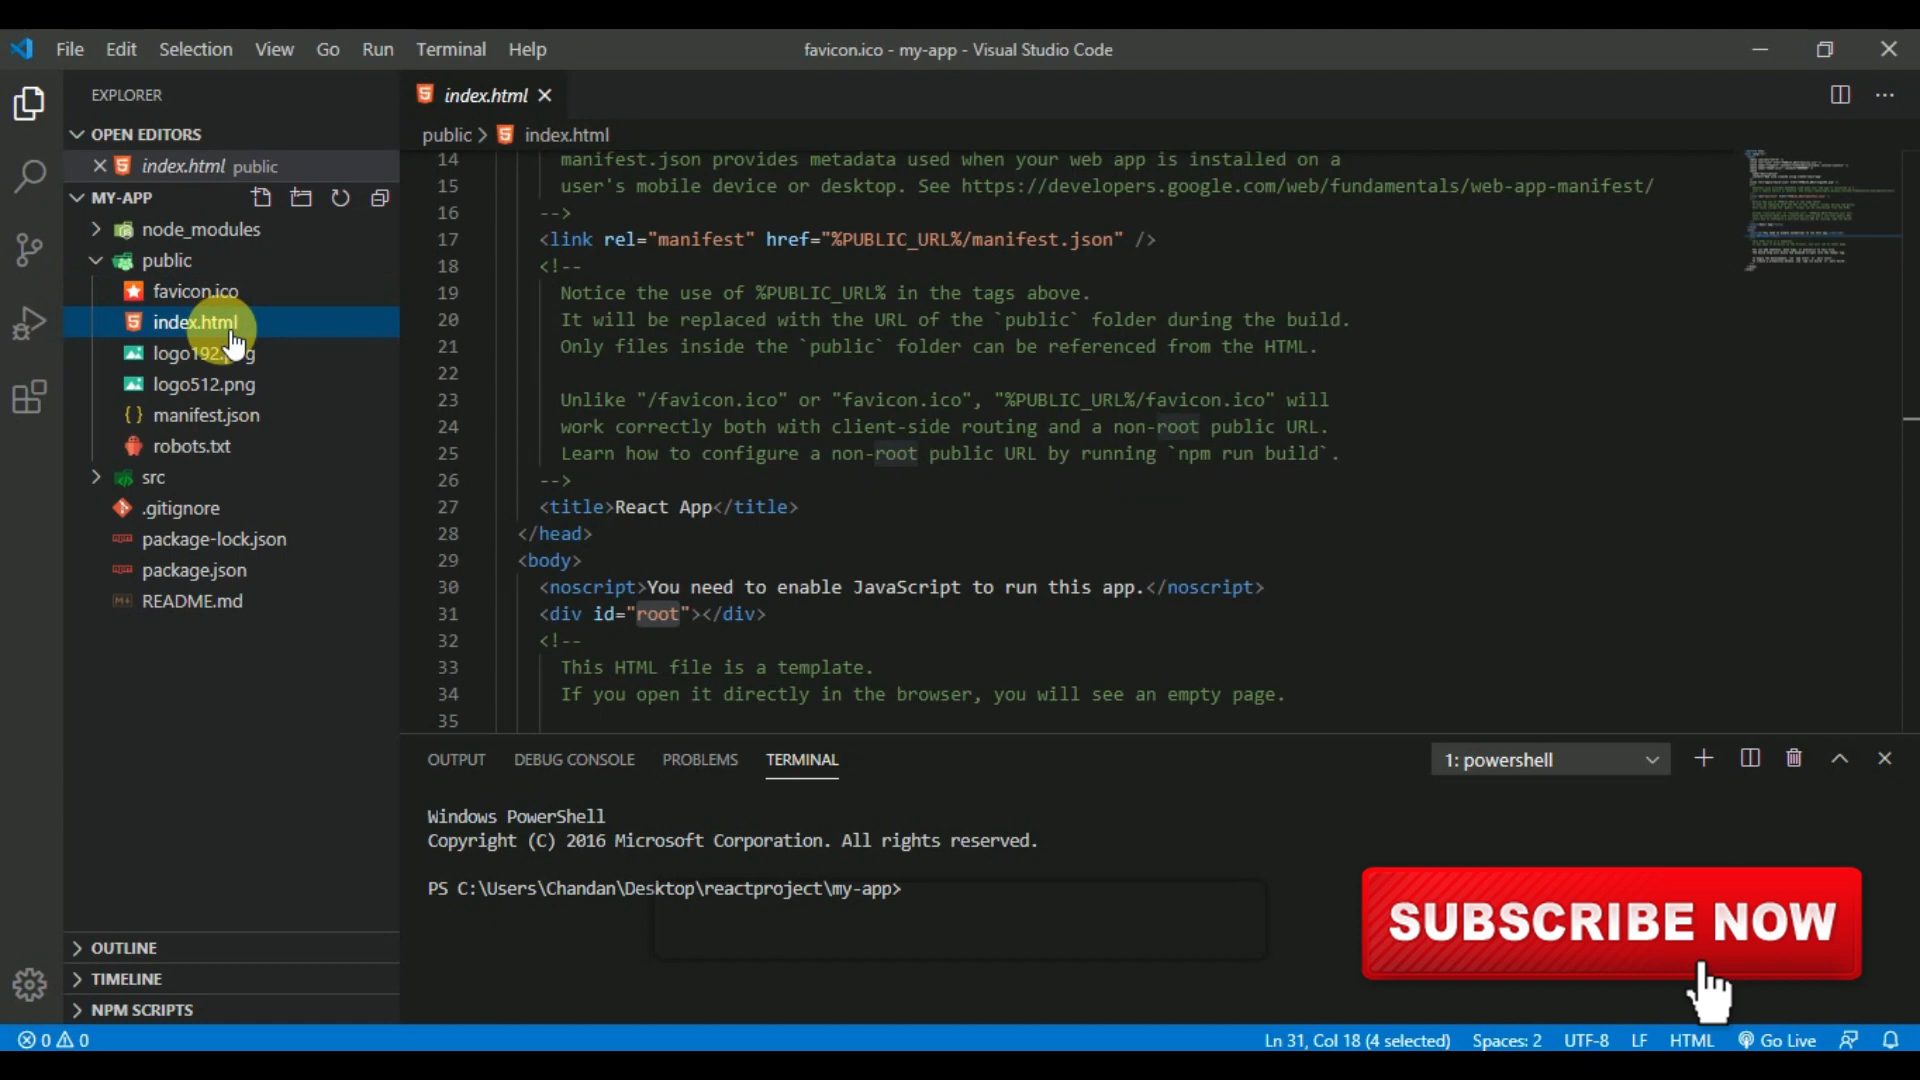 File Edit Selection View Go Run Terminal Help
favicon.ico - my-app - Visual Studio Code
EXPLORER
OPEN EDITORS
index.html public
MY-APP
node_modules
public
favicon.ico
index.html
logo192.png
logo512.png
manifest.json
robots.txt
src
.gitignore
package-lock.json
package.json
README.md
OUTLINE
TIMELINE
NPM SCRIPTS
index.html
public > index.html
14 manifest.json provides metadata used when your web app is installed on a
15 user's mobile device or desktop. See https://developers.google.com/web/fundamentals/web-app-manifest/
16 -->
17 <link rel="manifest" href="%PUBLIC_URL%/manifest.json" />
18 <!--
19 Notice the use of %PUBLIC_URL% in the tags above.
20 It will be replaced with the URL of the `public` folder during the build.
21 Only files inside the `public` folder can be referenced from the HTML.
22
23 Unlike "/favicon.ico" or "favicon.ico", "%PUBLIC_URL%/favicon.ico" will
24 work correctly both with client-side routing and a non-root public URL.
25 Learn how to configure a non-root public URL by running `npm run build`.
26 -->
27 <title>React App</title>
28 </head>
29 <body>
30 <noscript>You need to enable JavaScript to run this app.</noscript>
31 <div id="root"></div>
32 <!--
33 This HTML file is a template.
34 If you open it directly in the browser, you will see an empty page.
35
OUTPUT DEBUG CONSOLE PROBLEMS TERMINAL
1: powershell
Windows PowerShell
Copyright (C) 2016 Microsoft Corporation. All rights reserved.
PS C:\Users\Chandan\Desktop\reactproject\my-app>
SUBSCRIBE NOW
0 0
Ln 31, Col 18 (4 selected) Spaces: 2 UTF-8 LF HTML Go Live